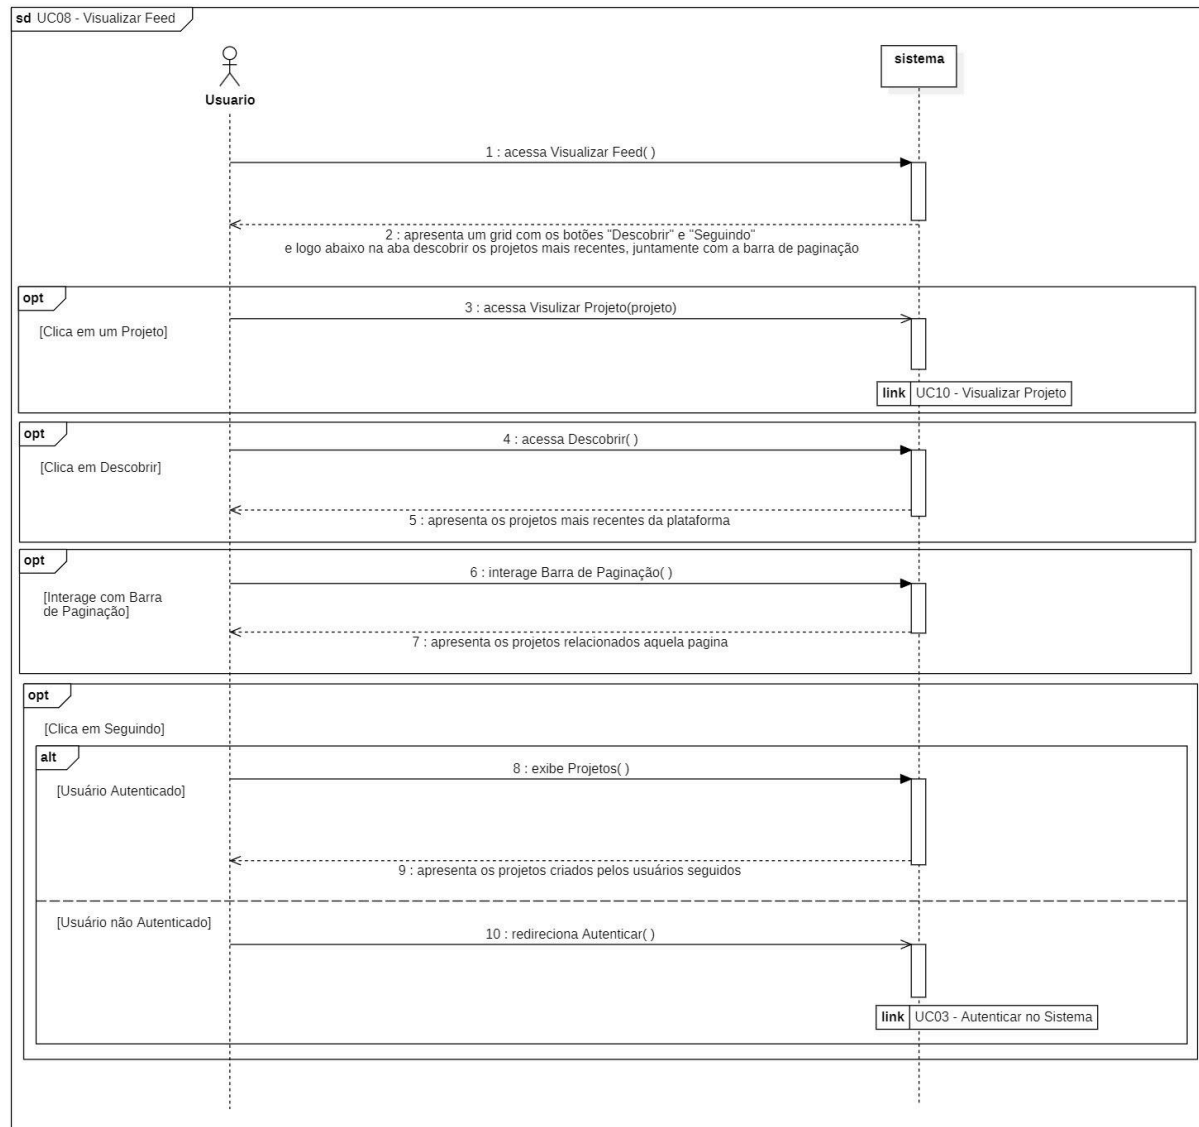 sd UC08 - Visualizar Feed
sistema
Usuario
1 : acessa Visualizar Feed( )
2 : apresenta um grid com os botões "Descobrir" e "Seguindo"
e logo abaixo na aba descobrir os projetos mais recentes, juntamente com a barra de paginação
opt
3 : acessa Visulizar Projeto(projeto)
[Clica em um Projeto]
link UC10 - Visualizar Projeto
opt
4 : acessa Descobrir( )
[Clica em Descobrir]
5 : apresenta os projetos mais recentes da plataforma
opt
6 : interage Barra de Paginação( )
[Interage com Barra
de Paginação]
7 : apresenta os projetos relacionados aquela pagina
opt
[Clica em Seguindo]
alt
8 : exibe Projetos( )
[Usuário Autenticado]
9 : apresenta os projetos criados pelos usuários seguidos
[Usuário não Autenticado]
10 : redireciona Autenticar( )
link UC03 - Autenticar no Sistema